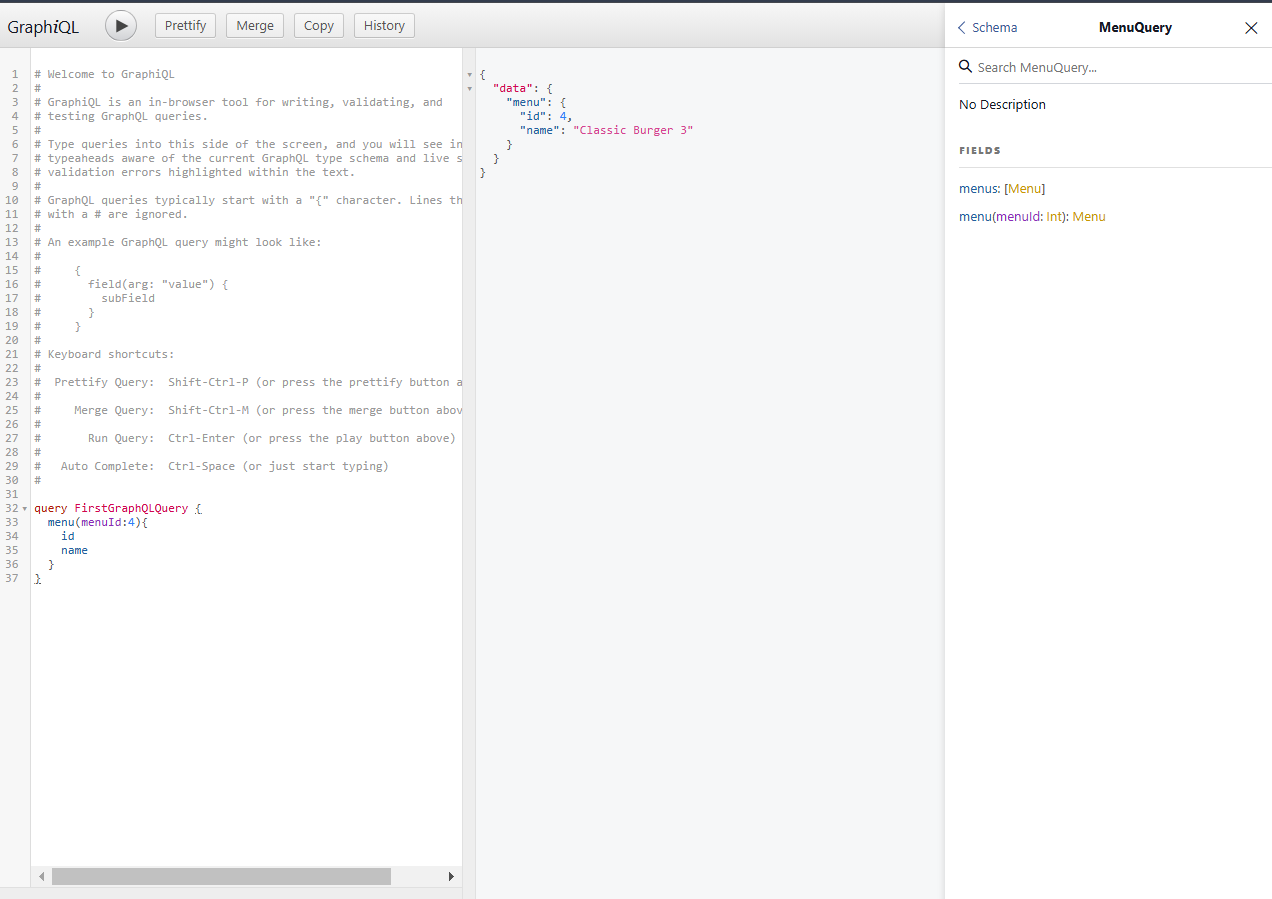 GraphiQL Prettify Merge Copy History
1 # Welcome to GraphiQL
2 #
3 # GraphiQL is an in-browser tool for writing, validating, and
4 # testing GraphQL queries.
5 #
6 # Type queries into this side of the screen, and you will see in
7 # typeaheads aware of the current GraphQL type schema and live s
8 # validation errors highlighted within the text.
9 #
10 # GraphQL queries typically start with a "{" character. Lines th
11 # with a # are ignored.
12 #
13 # An example GraphQL query might look like:
14 #
15 #     {
16 #       field(arg: "value") {
17 #         subField
18 #       }
19 #     }
20 #
21 # Keyboard shortcuts:
22 #
23 #  Prettify Query:  Shift-Ctrl-P (or press the prettify button a
24 #
25 #     Merge Query:  Shift-Ctrl-M (or press the merge button abov
26 #
27 #       Run Query:  Ctrl-Enter (or press the play button above)
28 #
29 #   Auto Complete:  Ctrl-Space (or just start typing)
30 #
31
32 query FirstGraphQLQuery {
33   menu(menuId:4){
34     id
35     name
36   }
37 }
{
  "data": {
    "menu": {
      "id": 4,
      "name": "Classic Burger 3"
    }
  }
}
Schema MenuQuery
Search MenuQuery...
No Description
FIELDS
menus: [Menu]
menu(menuId: Int): Menu